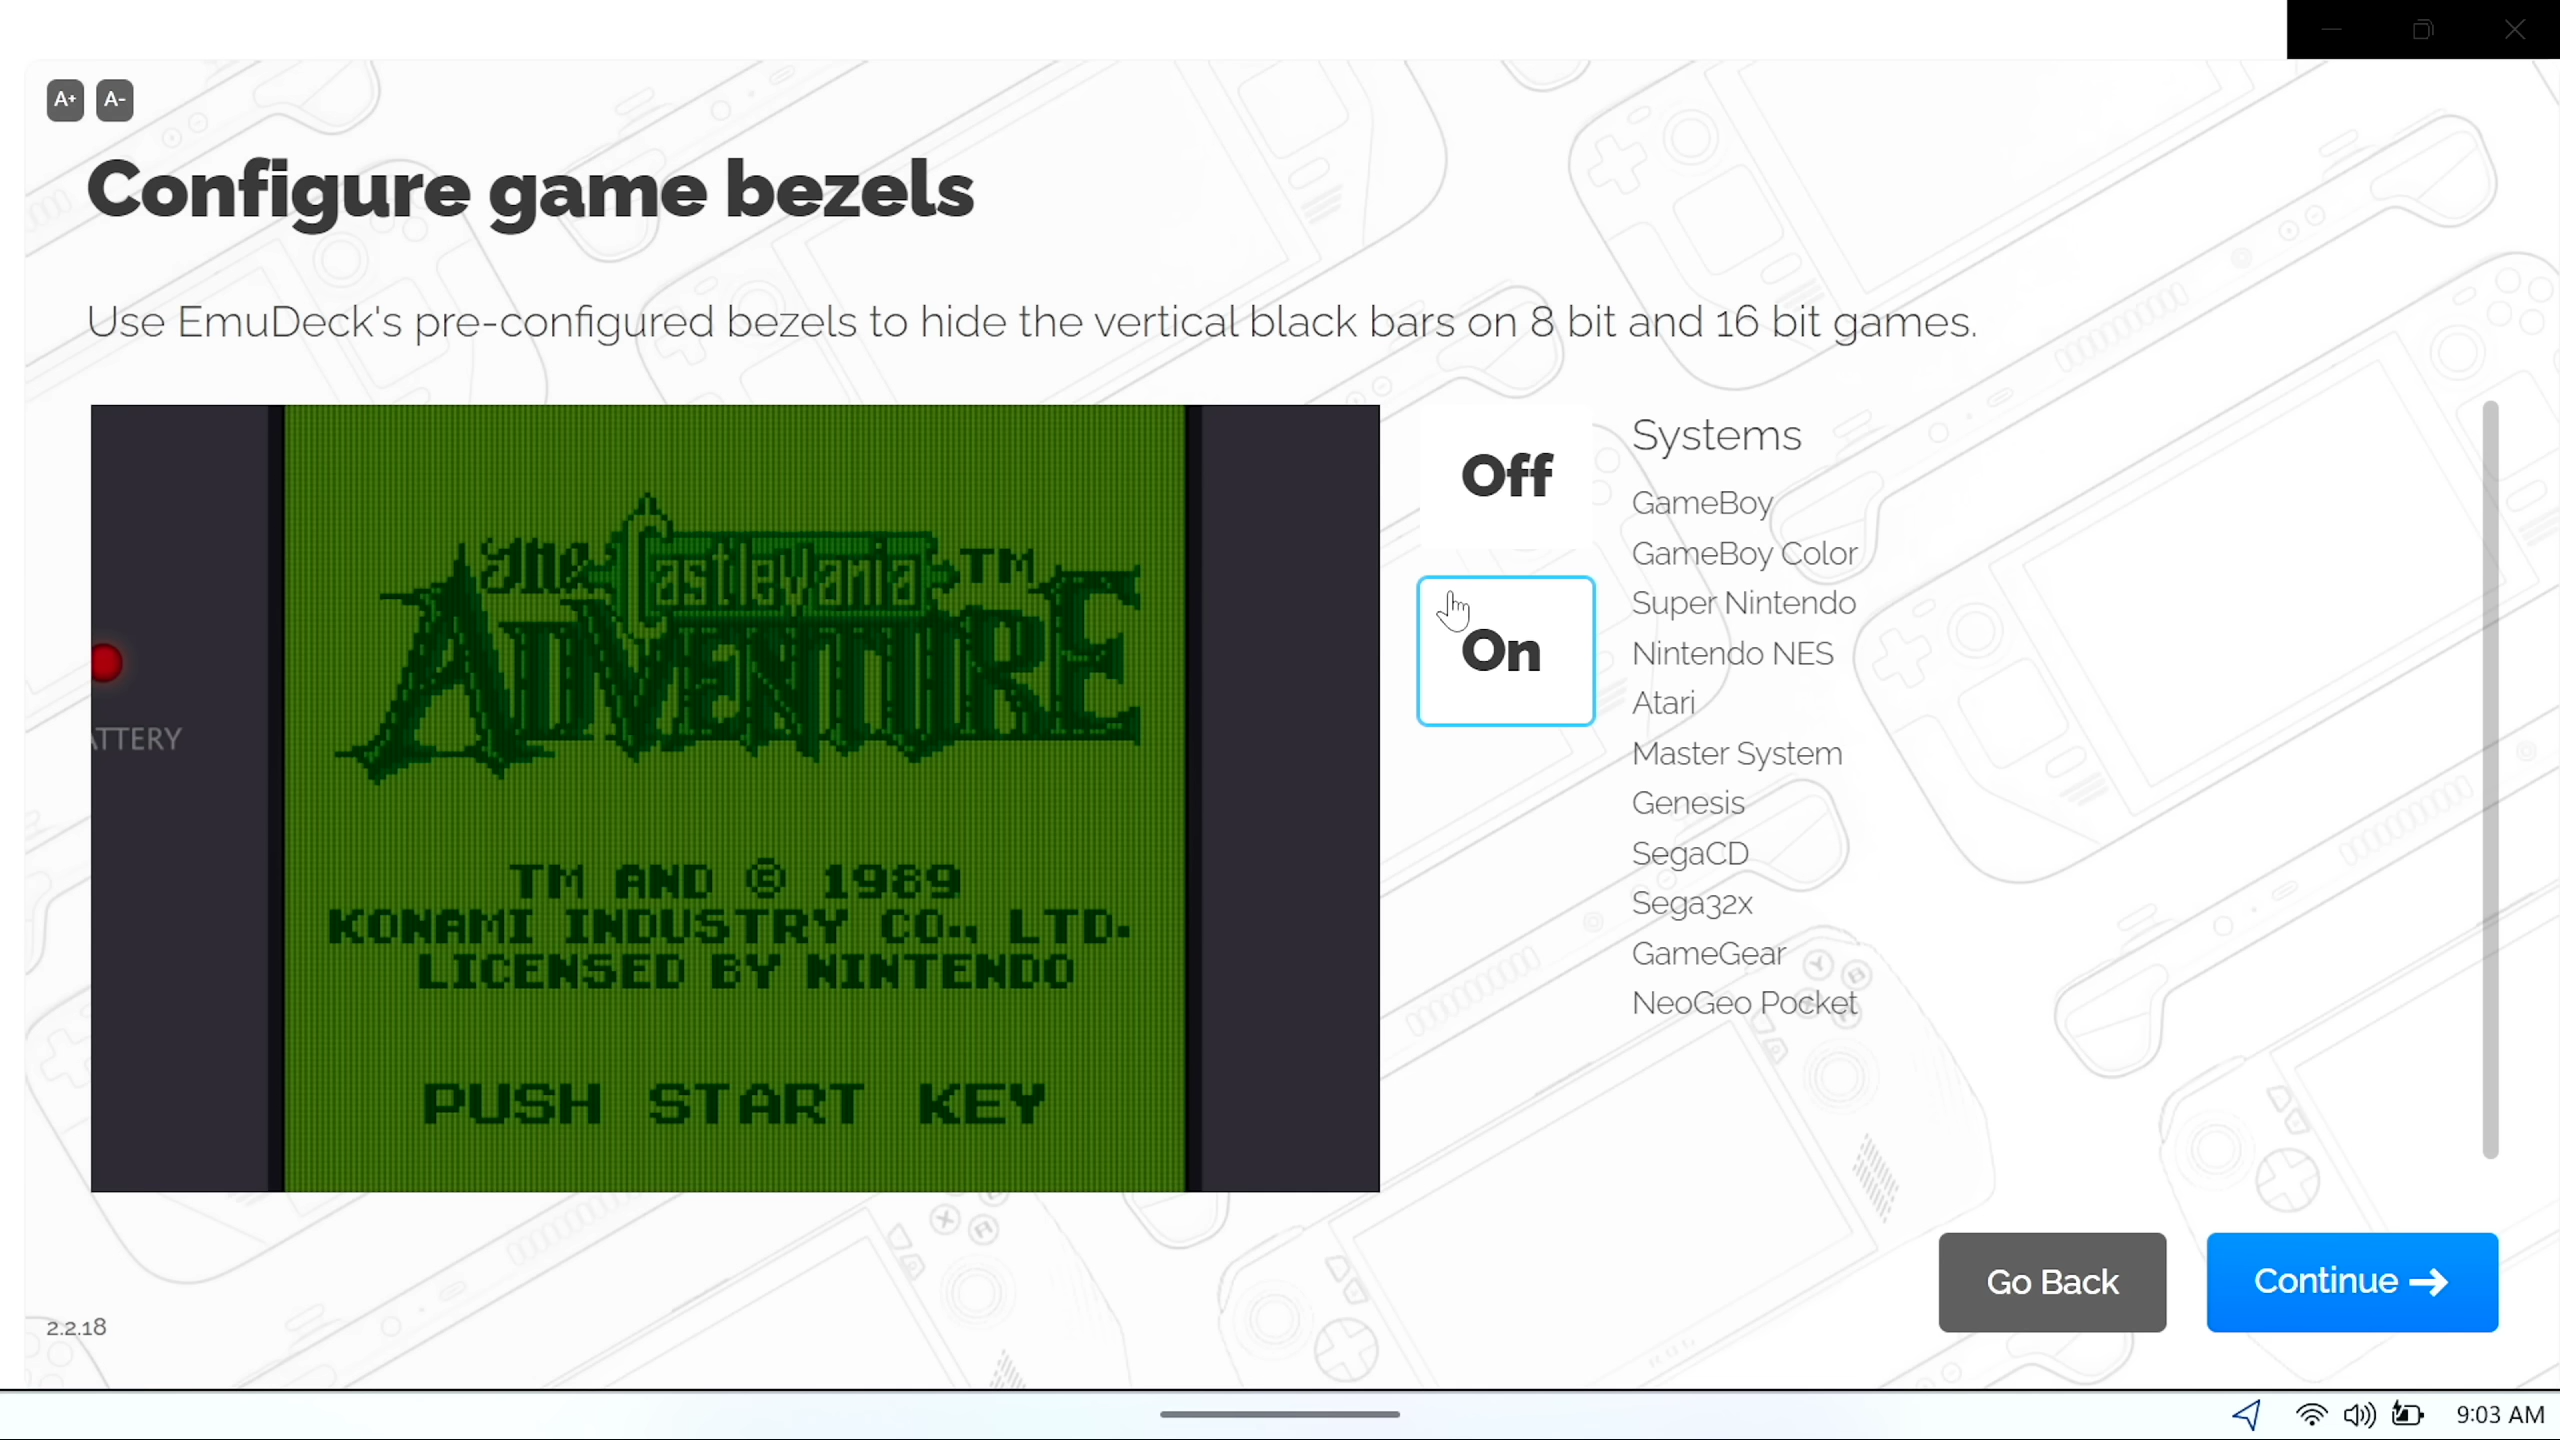 A+ A-
Configure game bezels
Use EmuDeck's pre-configured bezels to hide the vertical black bars on 8 bit and 16 bit games.
ATTERY
The Castlevania TM
ADVENTURE
TM AND © 1989
KONAMI INDUSTRY CO., LTD.
LICENSED BY NINTENDO
PUSH START KEY
Off
On
Systems
GameBoy
GameBoy Color
Super Nintendo
Nintendo NES
Atari
Master System
Genesis
SegaCD
Sega32x
GameGear
NeoGeo Pocket
Go Back
Continue →
2.2.18
9:03 AM